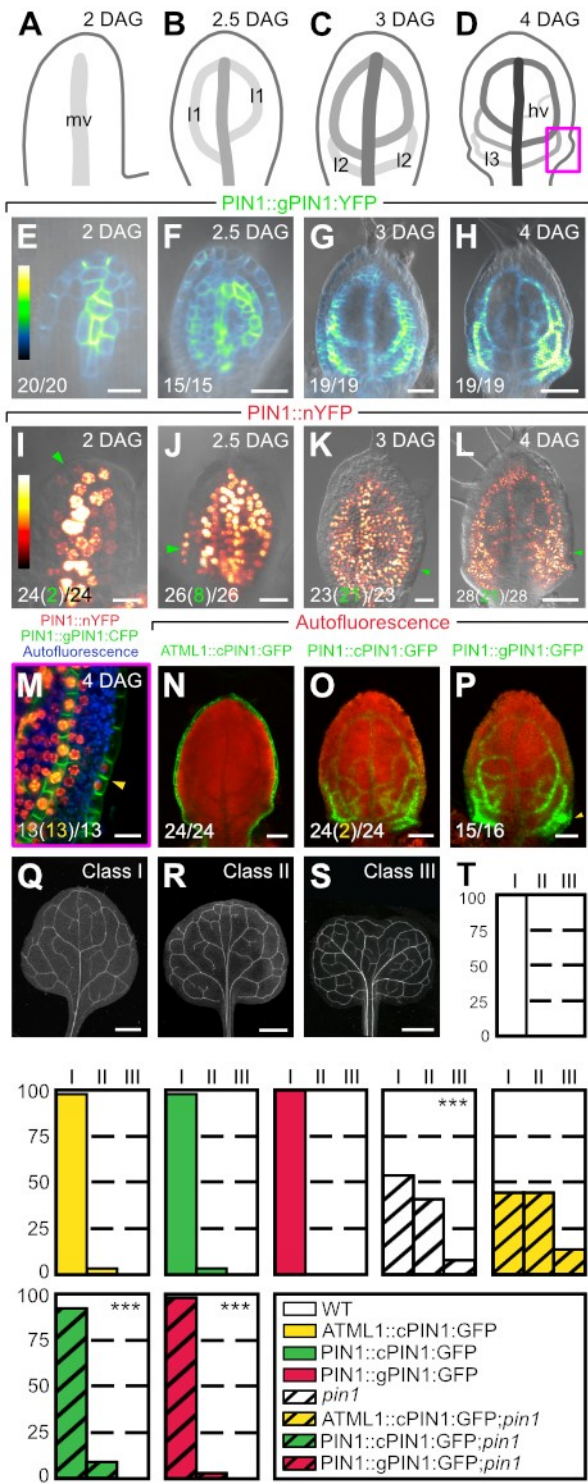 A 2 DAG B 2.5 DAG C 3 DAG D 4 DAG
mv l1 l1 l2 l2 hv l3
PIN1::gPIN1:YFP
E 2 DAG F 2.5 DAG G 3 DAG H 4 DAG
20/20 15/15 19/19 19/19
PIN1::nYFP
I 2 DAG J 2.5 DAG K 3 DAG L 4 DAG
24(2)/24 26(8)/26 23(21)/23 28()/28
PIN1::nYFP
PIN1::gPIN1:CFP
Autofluorescence
Autofluorescence
ATML1::cPIN1:GFP PIN1::cPIN1:GFP PIN1::gPIN1:GFP
M 4 DAG N O P
13(13)/13 24/24 24(2)/24 15/16
Q Class I R Class II S Class III T
I II III
100
75
50
25
0
I II III I II III I II III I II III I II III
100
75
50
25
0
***
100
75
50
25
0
*** ***
WT
ATML1::cPIN1:GFP
PIN1::cPIN1:GFP
PIN1::gPIN1:GFP
pin1
ATML1::cPIN1:GFP;pin1
PIN1::cPIN1:GFP;pin1
PIN1::gPIN1:GFP;pin1